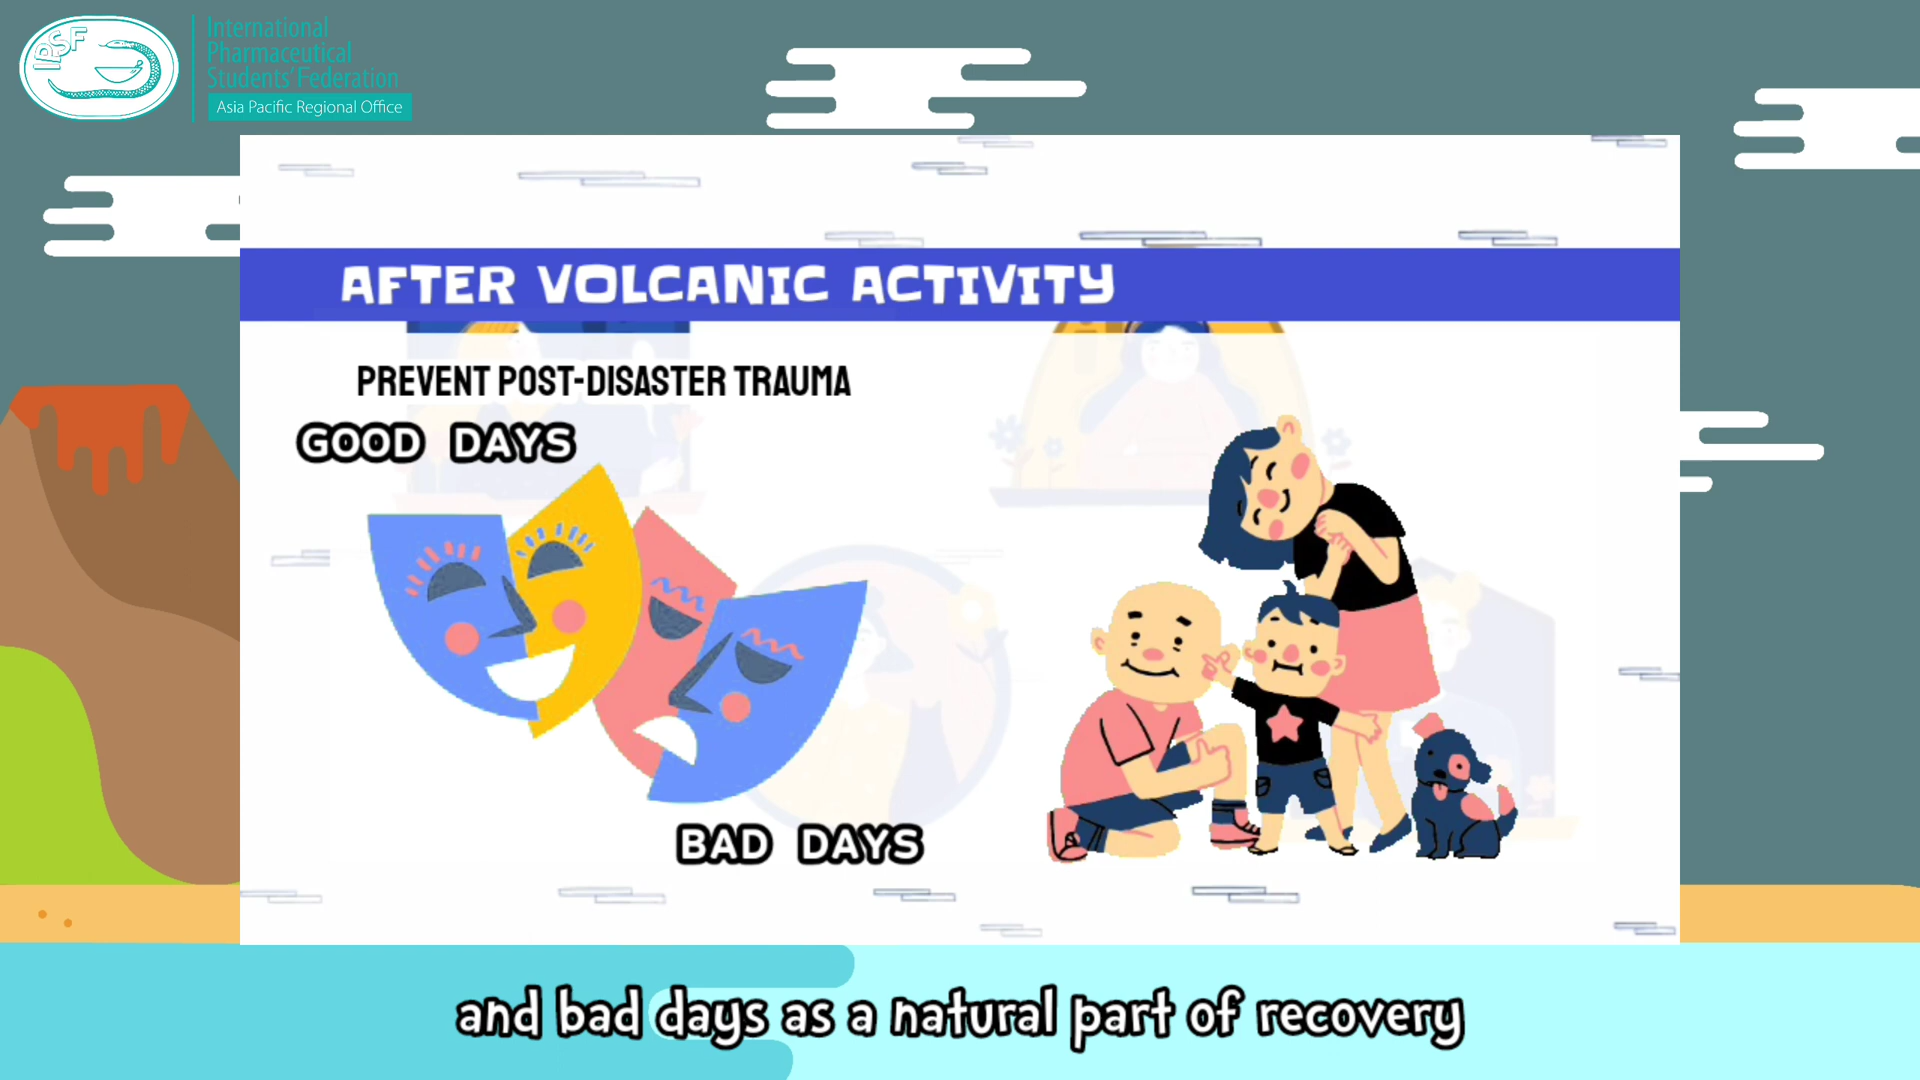 IPSF
International
Pharmaceutical
Students' Federation
Asia Pacific Regional Office
AFTER VOLCANIC ACTIVITY
PREVENT POST-DISASTER TRAUMA
GOOD DAYS
BAD DAYS
and bad days as a natural part of recovery